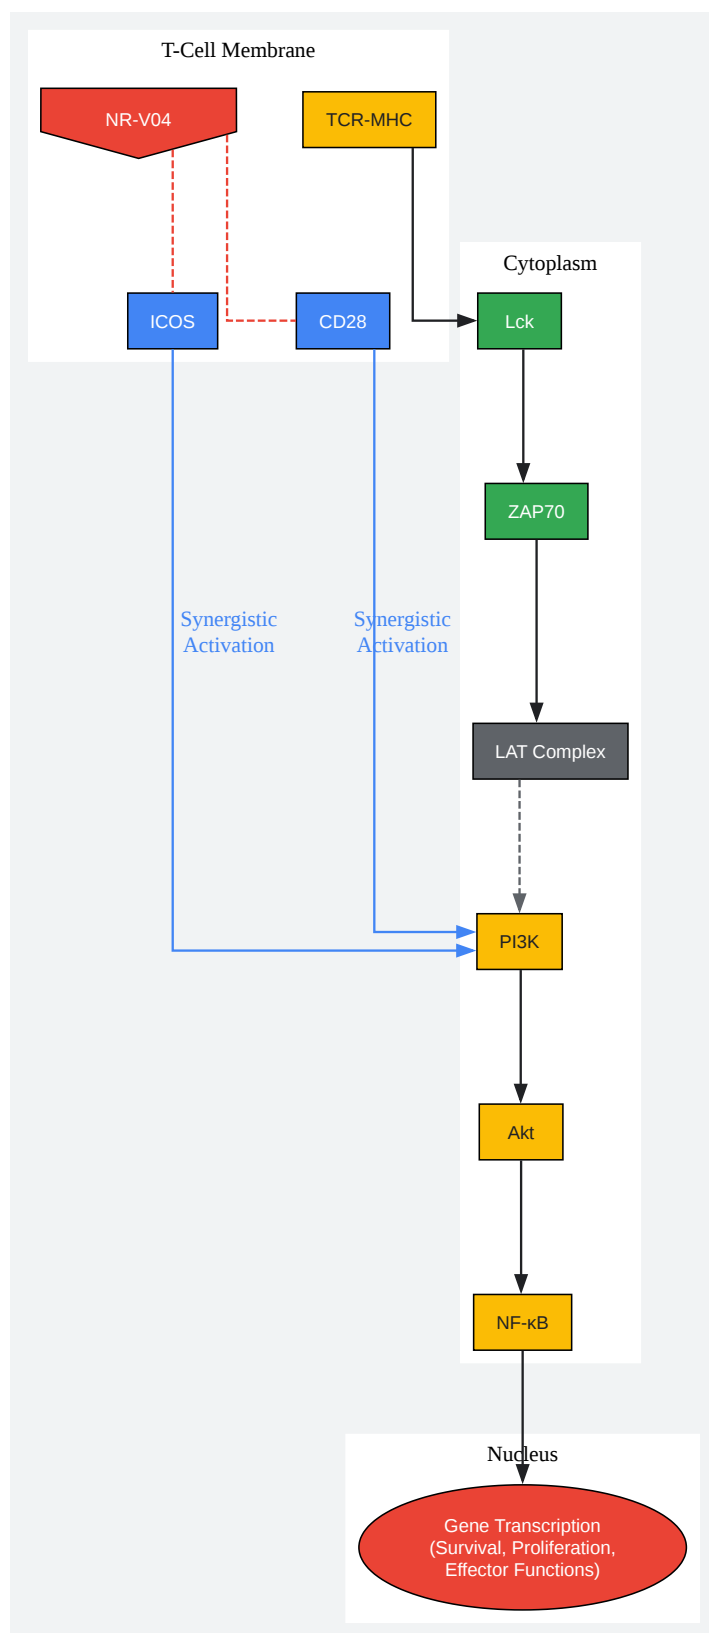 T-Cell Membrane
NR-V04
TCR-MHC
Cytoplasm
ICOS
CD28
Lck
ZAP70
Synergistic
Activation
Synergistic
Activation
LAT Complex
PI3K
Akt
NF-κB
Nucleus
Gene Transcription
(Survival, Proliferation,
Effector Functions)